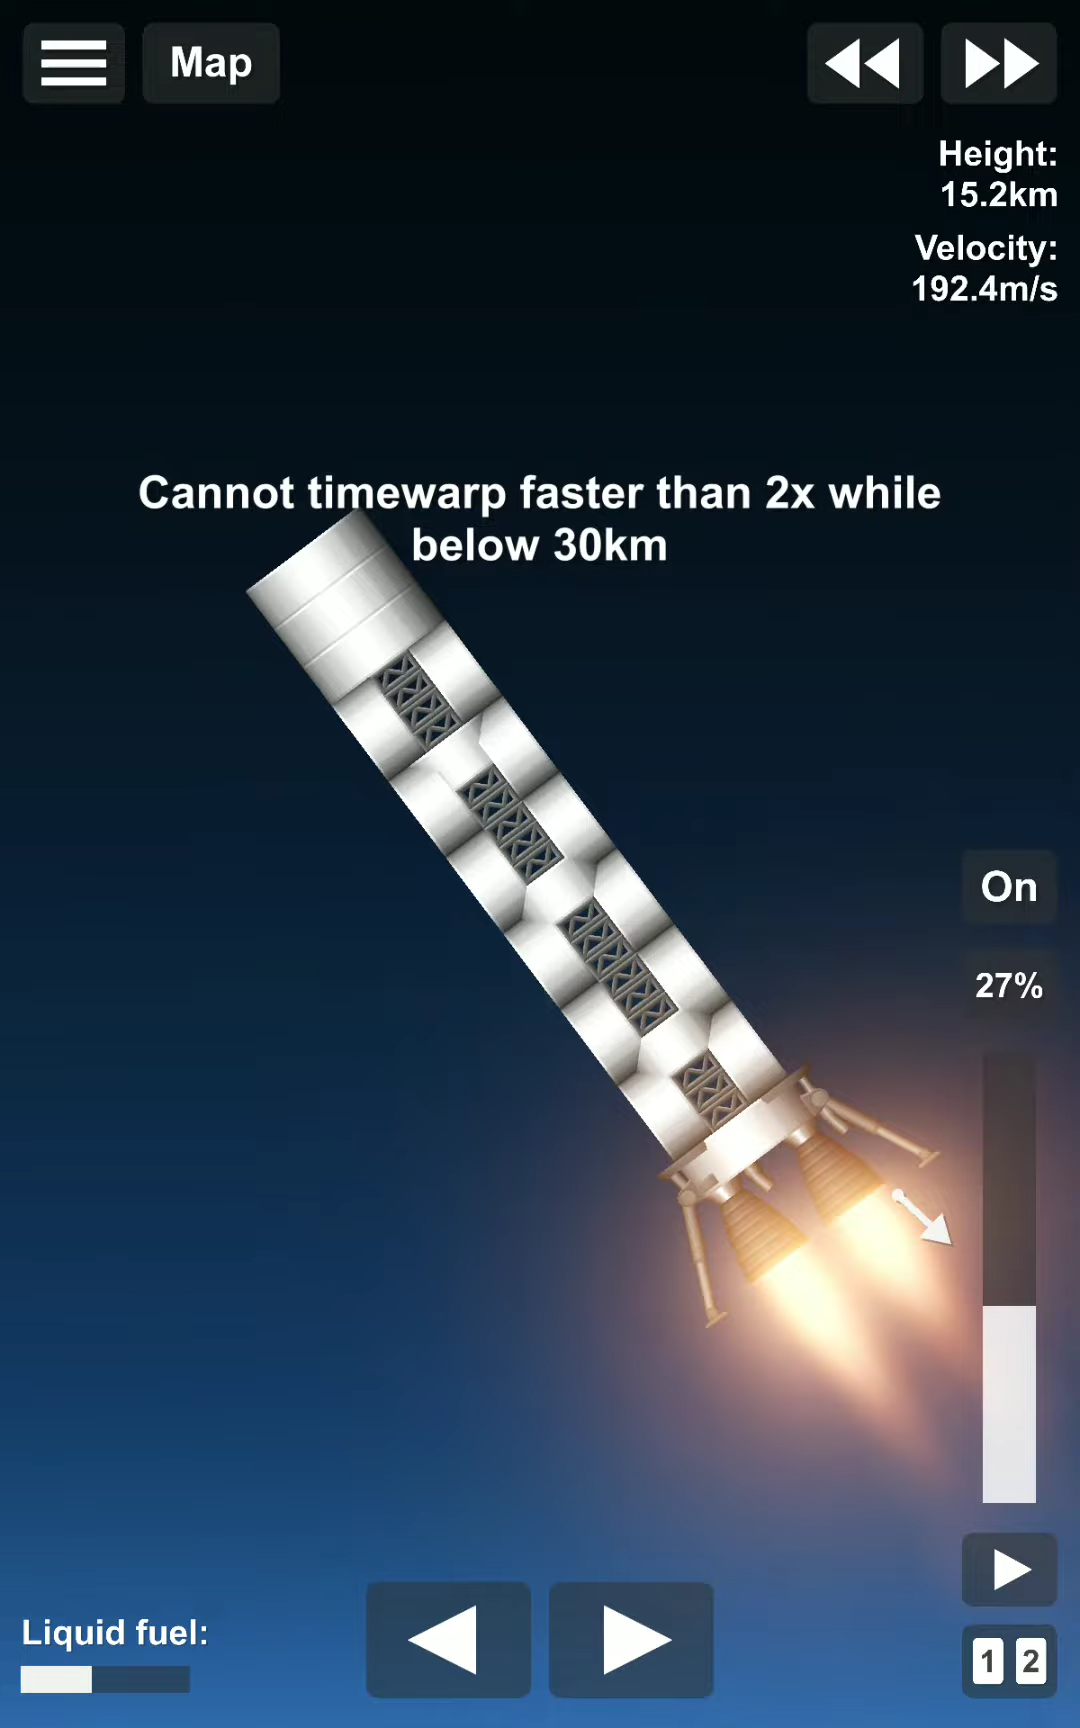 Map
Height:
15.2km
Velocity:
192.4m/s
Cannot timewarp faster than 2x while
below 30km
On
27%
Liquid fuel:
1 2